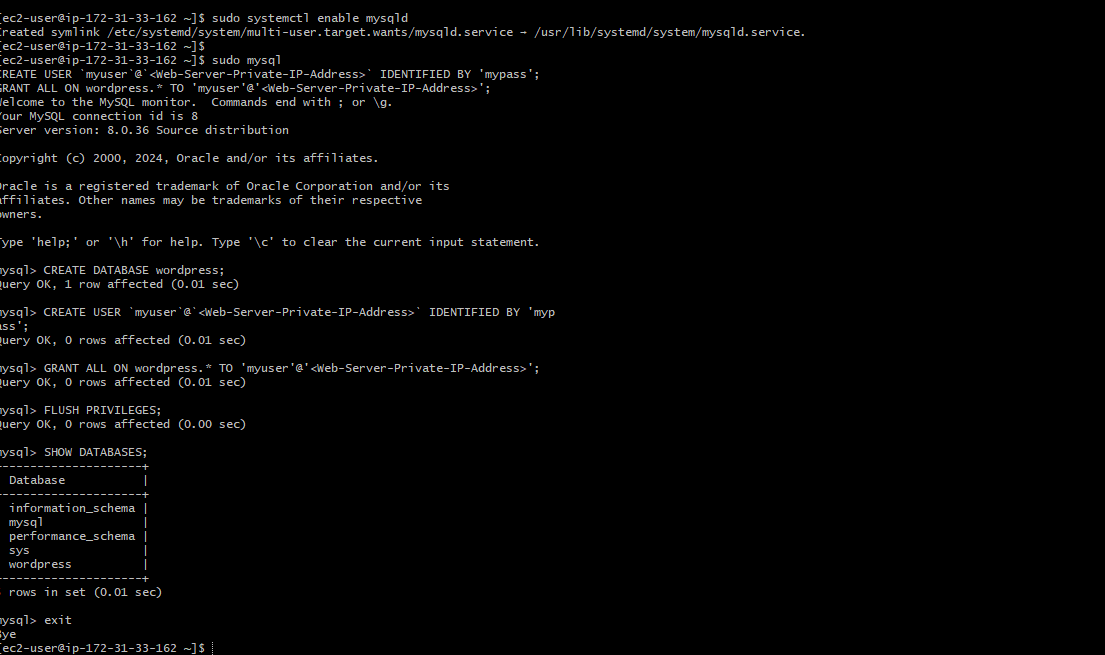 [ec2-user@ip-172-31-33-162 ~]$ sudo systemctl enable mysqld
Created symlink /etc/systemd/system/multi-user.target.wants/mysqld.service → /usr/lib/systemd/system/mysqld.service.
[ec2-user@ip-172-31-33-162 ~]$
[ec2-user@ip-172-31-33-162 ~]$ sudo mysql
CREATE USER `myuser`@`<Web-Server-Private-IP-Address>` IDENTIFIED BY 'mypass';
GRANT ALL ON wordpress.* TO 'myuser'@'<Web-Server-Private-IP-Address>';
Welcome to the MySQL monitor.  Commands end with ; or \g.
Your MySQL connection id is 8
Server version: 8.0.36 Source distribution
Copyright (c) 2000, 2024, Oracle and/or its affiliates.
Oracle is a registered trademark of Oracle Corporation and/or its
affiliates. Other names may be trademarks of their respective
owners.
Type 'help;' or '\h' for help. Type '\c' to clear the current input statement.
mysql> CREATE DATABASE wordpress;
Query OK, 1 row affected (0.01 sec)
mysql> CREATE USER `myuser`@`<Web-Server-Private-IP-Address>` IDENTIFIED BY 'myp
ass';
Query OK, 0 rows affected (0.01 sec)
mysql> GRANT ALL ON wordpress.* TO 'myuser'@'<Web-Server-Private-IP-Address>';
Query OK, 0 rows affected (0.01 sec)
mysql> FLUSH PRIVILEGES;
Query OK, 0 rows affected (0.00 sec)
mysql> SHOW DATABASES;
--------------------+
Database |
--------------------+
information_schema |
mysql |
performance_schema |
sys |
wordpress |
--------------------+
rows in set (0.01 sec)
mysql> exit
Bye
[ec2-user@ip-172-31-33-162 ~]$